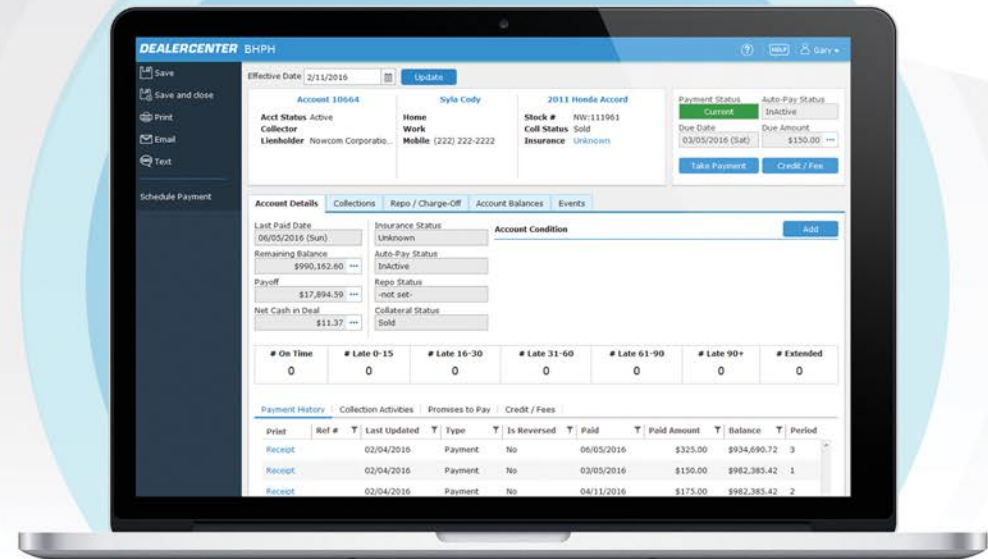 DEALERCENTER BHPH
HELP Gary
Save
Save and close
Print
Email
Text
Schedule Payment
Effective Date 2/11/2016 Update
Account 10664 Syla Cody 2011 Honda Accord
Acct Status Active Home Stock # NW:111961
Collector Work Coll Status Sold
Lienholder Nowcom Corporatio... Mobile (222) 222-2222 Insurance Unknown
Payment Status Auto-Pay Status
Current InActive
Due Date Due Amount
03/05/2016 (Sat) $150.00 ...
Take Payment Credit / Fee
Account Details Collections Repo / Charge-Off Account Balances Events
Last Paid Date Insurance Status Account Condition Add
06/05/2016 (Sun) Unknown
Remaining Balance Auto-Pay Status
$990,162.60 ... InActive
Payoff Repo Status
$17,894.59 ... -not set-
Net Cash in Deal Collateral Status
$11.37 ... Sold
# On Time # Late 0-15 # Late 16-30 # Late 31-60 # Late 61-90 # Late 90+ # Extended
0 0 0 0 0 0 0
Payment History Collection Activities Promises to Pay Credit / Fees
Print Ref # Last Updated Type Is Reversed Paid Paid Amount Balance Period
Receipt 02/04/2016 Payment No 06/05/2016 $325.00 $934,690.72 3
Receipt 02/04/2016 Payment No 03/05/2016 $150.00 $982,385.42 1
Receipt 02/04/2016 Payment No 04/11/2016 $175.00 $982,385.42 2